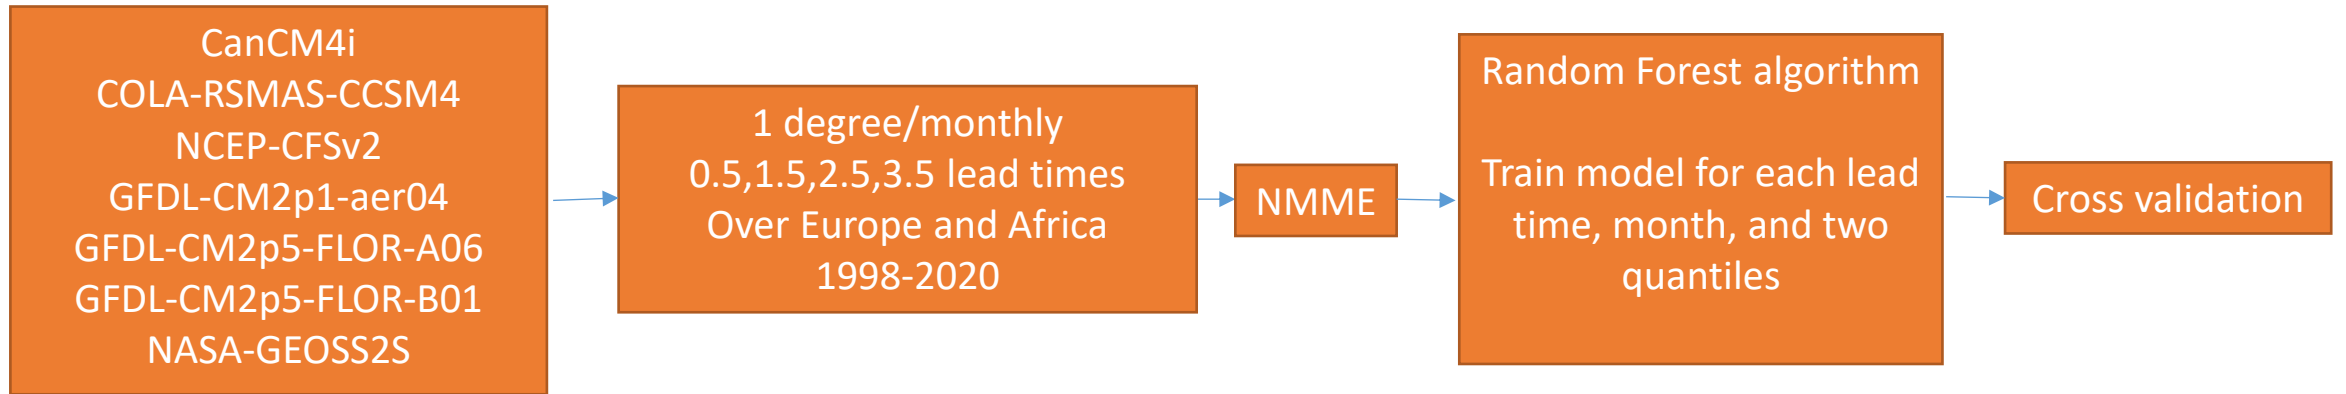 CanCM4i
COLA-RSMAS-CCSM4
NCEP-CFSv2
GFDL-CM2p1-aer04
GFDL-CM2p5-FLOR-A06
GFDL-CM2p5-FLOR-B01
NASA-GEOSS2S
1 degree/monthly
0.5,1.5,2.5,3.5 lead times
Over Europe and Africa
1998-2020
NMME
Random Forest algorithm
Train model for each lead
time, month, and two
quantiles
Cross validation